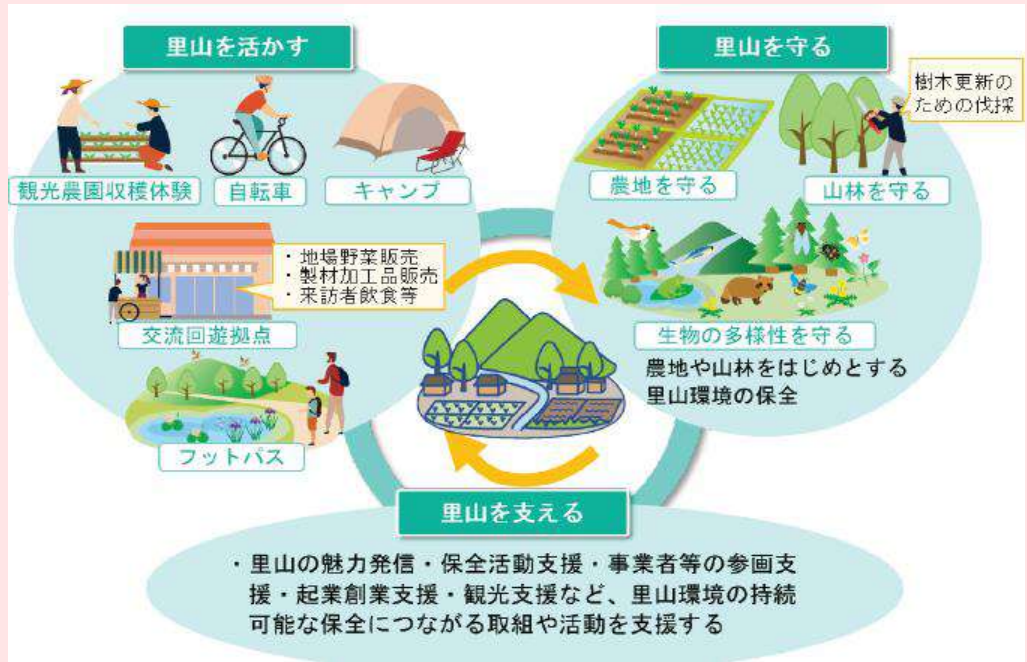 里山を活かす
観光農園収穫体験
自転車
キャンプ
・地場野菜販売
・製材加工品販売
・来訪者飲食等
交流回遊拠点
フットパス
里山を守る
樹木更新の
ための伐採
農地を守る
山林を守る
生物の多様性を守る
農地や山林をはじめとする
里山環境の保全
里山を支える
・里山の魅力発信・保全活動支援・事業者等の参画支
援・起業創業支援・観光支援など、里山環境の持続
可能な保全につながる取組や活動を支援する